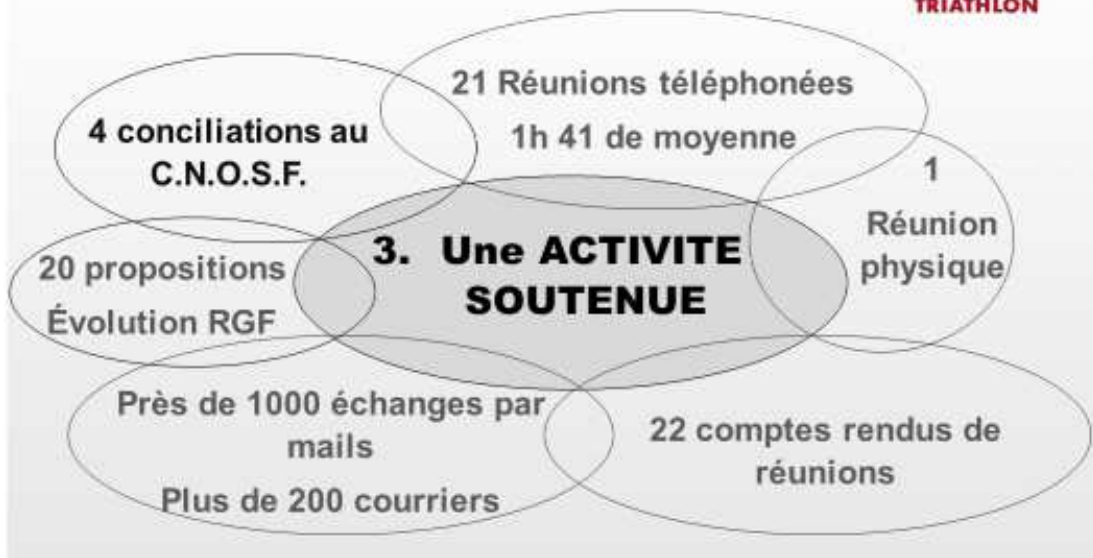 TRIATHLON
21 Réunions téléphonées
1h 41 de moyenne
4 conciliations au
C.N.O.S.F.
1
Réunion
physique
3. Une ACTIVITE
SOUTENUE
20 propositions
Évolution RGF
Près de 1000 échanges par
mails
Plus de 200 courriers
22 comptes rendus de
réunions